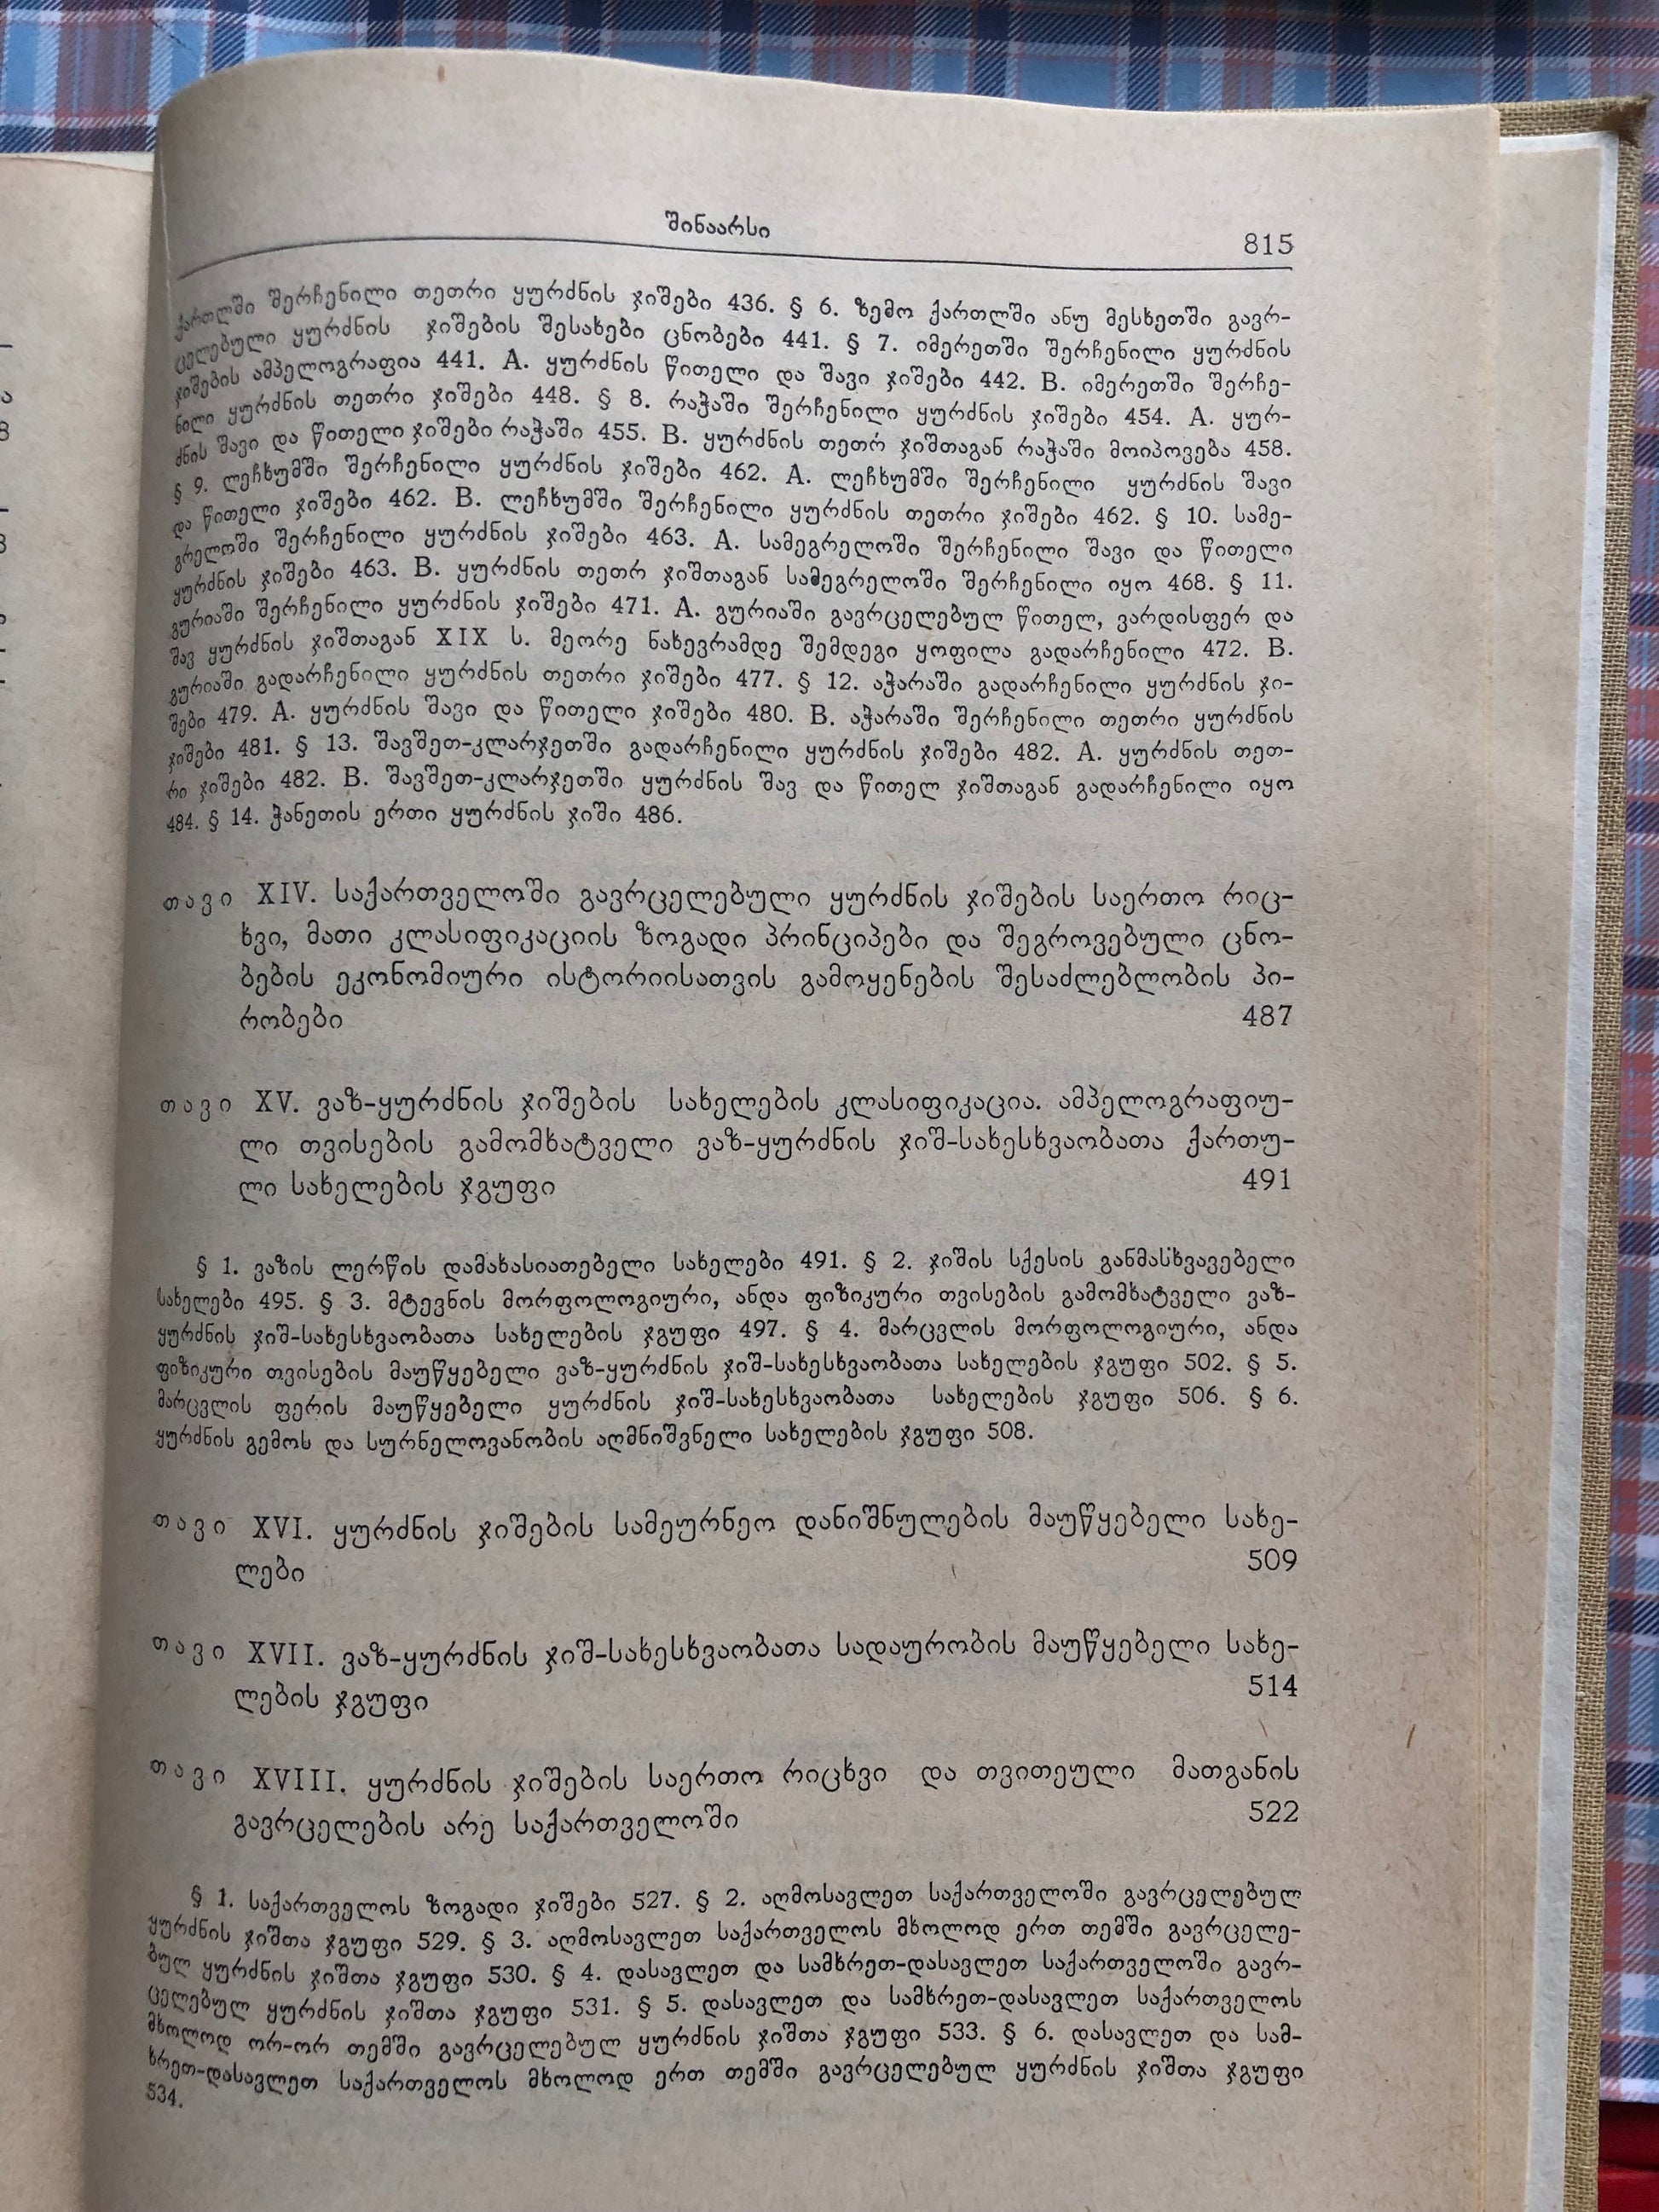 შინაარსი
815
ქართლში შერჩენილი თეთრი ყურძნის ჯიშები 436. § 6. ზემო ქართლში ანუ მესხეთში გავრ-
ცელებული ყურძნის ჯიშების შესახები ცნობები 441. § 7. იმერეთში შერჩენილი ყურძნის
ჯიშების ამპელოგრაფია 441. A. ყურძნის წითელი და შავი ჯიშები 442. B. იმერეთში შერჩე-
ნილი ყურძნის თეთრი ჯიშები 448. § 8. რაჭაში შერჩენილი ყურძნის ჯიშები 454. A. ყურ-
ძნის შავი და წითელი ჯიშები რაჭაში 455. B. ყურძნის თეთრ ჯიშთაგან რაჭაში მოიპოვება 458.
§ 9. ლეჩხუმში შერჩენილი ყურძნის ჯიშები 462. A. ლეჩხუმში შერჩენილი ყურძნის შავი
და წითელი ჯიშები 462. B. ლეჩხუმში შერჩენილი ყურძნის თეთრი ჯიშები 462. § 10. სამე-
გრელოში შერჩენილი ყურძნის ჯიშები 463. A. სამეგრელოში შერჩენილი შავი და წითელი
ყურძნის ჯიშები 463. B. ყურძნის თეთრ ჯიშთაგან სამეგრელოში შერჩენილი იყო 468. § 11.
გურიაში შერჩენილი ყურძნის ჯიშები 471. A. გურიაში გავრცელებულ წითელ, ვარდისფერ და
შავ ყურძნის ჯიშთაგან XIX ს. მეორე ნახევრამდე შემდეგი ყოფილა გადარჩენილი 472. B.
გურიაში გადარჩენილი ყურძნის თეთრი ჯიშები 477. § 12. აჭარაში გადარჩენილი ყურძნის ჯი-
შები 479. A. ყურძნის შავი და წითელი ჯიშები 480. B. აჭარაში შერჩენილი თეთრი ყურძნის
ჯიშები 481. § 13. შავშეთ-კლარჯეთში გადარჩენილი ყურძნის ჯიშები 482. A. ყურძნის თეთ-
რი ჯიშები 482. B. შავშეთ-კლარჯეთში ყურძნის შავ და წითელ ჯიშთაგან გადარჩენილი იყო
484. § 14. ჭანეთის ერთი ყურძნის ჯიში 486.
თავი XIV. საქართველოში გავრცელებული ყურძნის ჯიშების საერთო რიც-
ხვი, მათი კლასიფიკაციის ზოგადი პრინციპები და შეგროვებული ცნო-
ბების ეკონომიური ისტორიისათვის გამოყენების შესაძლებლობის პი-
რობები 487
თავი XV. ვაზ-ყურძნის ჯიშების სახელების კლასიფიკაცია. ამპელოგრაფიუ-
ლი თვისების გამომხატველი ვაზ-ყურძნის ჯიშ-სახესხვაობათა ქართუ-
ლი სახელების ჯგუფი 491
§ 1. ვაზის ლერწის დამახასიათებელი სახელები 491. § 2. ჯიშის სქესის განმასხვავებელი
სახელები 495. § 3. მტევნის მორფოლოგიური, ანდა ფიზიკური თვისების გამომხატველი ვაზ-
ყურძნის ჯიშ-სახესხვაობათა სახელების ჯგუფი 497. § 4. მარცვლის მორფოლოგიური, ანდა
ფიზიკური თვისების მაუწყებელი ვაზ-ყურძნის ჯიშ-სახესხვაობათა სახელების ჯგუფი 502. § 5.
მარცვლის ფერის მაუწყებელი ყურძნის ჯიშ-სახესხვაობათა სახელების ჯგუფი 506. § 6.
ყურძნის გემოს და სურნელოვანობის აღმნიშვნელი სახელების ჯგუფი 508.
თავი XVI. ყურძნის ჯიშების სამეურნეო დანიშნულების მაუწყებელი სახე-
ლები 509
თავი XVII. ვაზ-ყურძნის ჯიშ-სახესხვაობათა სადაურობის მაუწყებელი სახე-
ლების ჯგუფი 514
თავი XVIII. ყურძნის ჯიშების საერთო რიცხვი და თვითეული მათგანის
გავრცელების არე საქართველოში 522
§ 1. საქართველოს ზოგადი ჯიშები 527. § 2. აღმოსავლეთ საქართველოში გავრცელებულ
ყურძნის ჯიშთა ჯგუფი 529. § 3. აღმოსავლეთ საქართველოს მხოლოდ ერთ თემში გავრცელე-
ბულ ყურძნის ჯიშთა ჯგუფი 530. § 4. დასავლეთ და სამხრეთ-დასავლეთ საქართველოში გავრ-
ცელებულ ყურძნის ჯიშთა ჯგუფი 531. § 5. დასავლეთ და სამხრეთ-დასავლეთ საქართველოს
მხოლოდ ორ-ორ თემში გავრცელებულ ყურძნის ჯიშთა ჯგუფი 533. § 6. დასავლეთ და სამ-
ხრეთ-დასავლეთ საქართველოს მხოლოდ ერთ თემში გავრცელებულ ყურძნის ჯიშთა ჯგუფი
534.